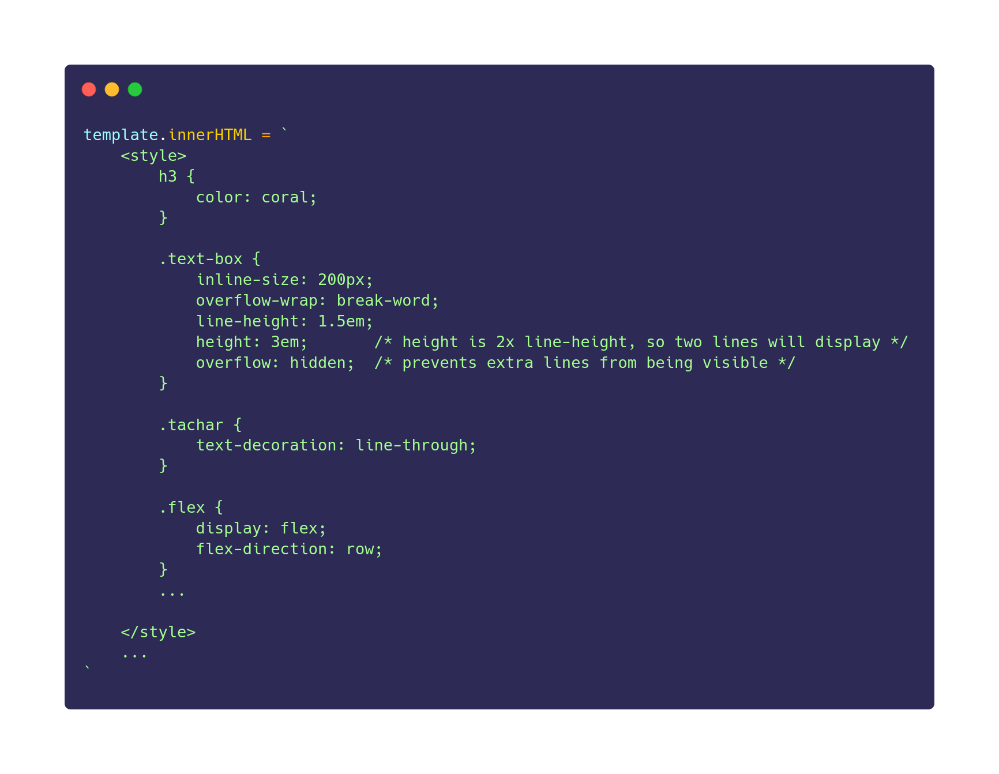 template.innerHTML = `
    <style>
        h3 {
            color: coral;
        }

        .text-box {
            inline-size: 200px;
            overflow-wrap: break-word;
            line-height: 1.5em;
            height: 3em;       /* height is 2x line-height, so two lines will display */
            overflow: hidden;  /* prevents extra lines from being visible */
        }

        .tachar {
            text-decoration: line-through;
        }

        .flex {
            display: flex;
            flex-direction: row;
        }
        ...

    </style>
    ...
`